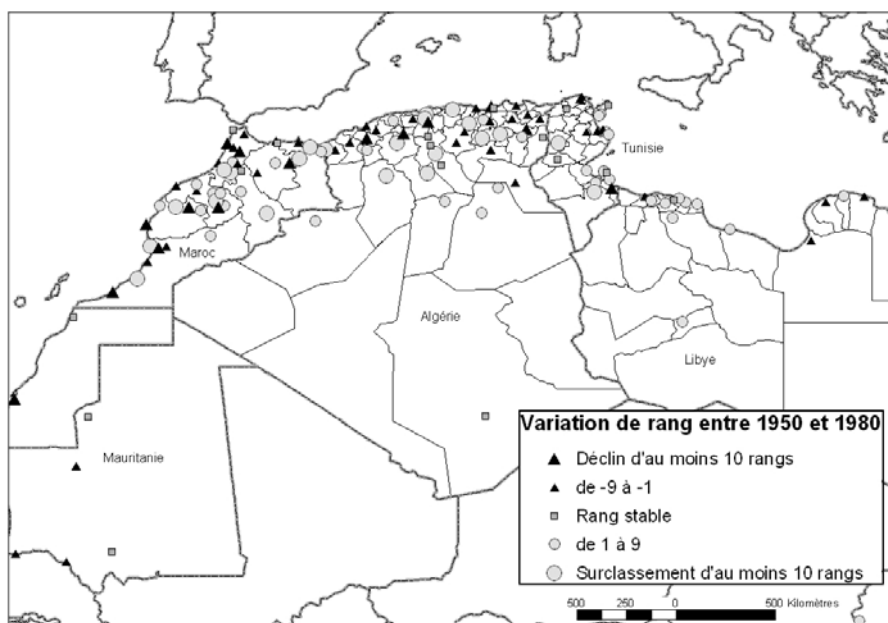 Tunisie
Maroc
Algérie
Libye
Mauritanie
Variation de rang entre 1950 et 1980
Déclin d'au moins 10 rangs
de -9 à -1
Rang stable
de 1 à 9
Surclassement d'au moins 10 rangs
500 250 0 500 Kilomètres